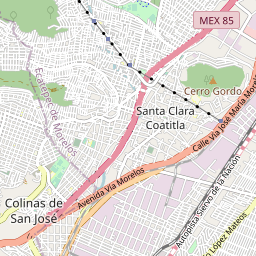 MEX 85
Cerro Gordo
Ecatepec de
Morelos
Santa Clara
Coatitla
Calle Vía José María Morelos
Avenida Vía Morelos
Colinas de
San José
Autopista Siervo de la Nación
López Mateos